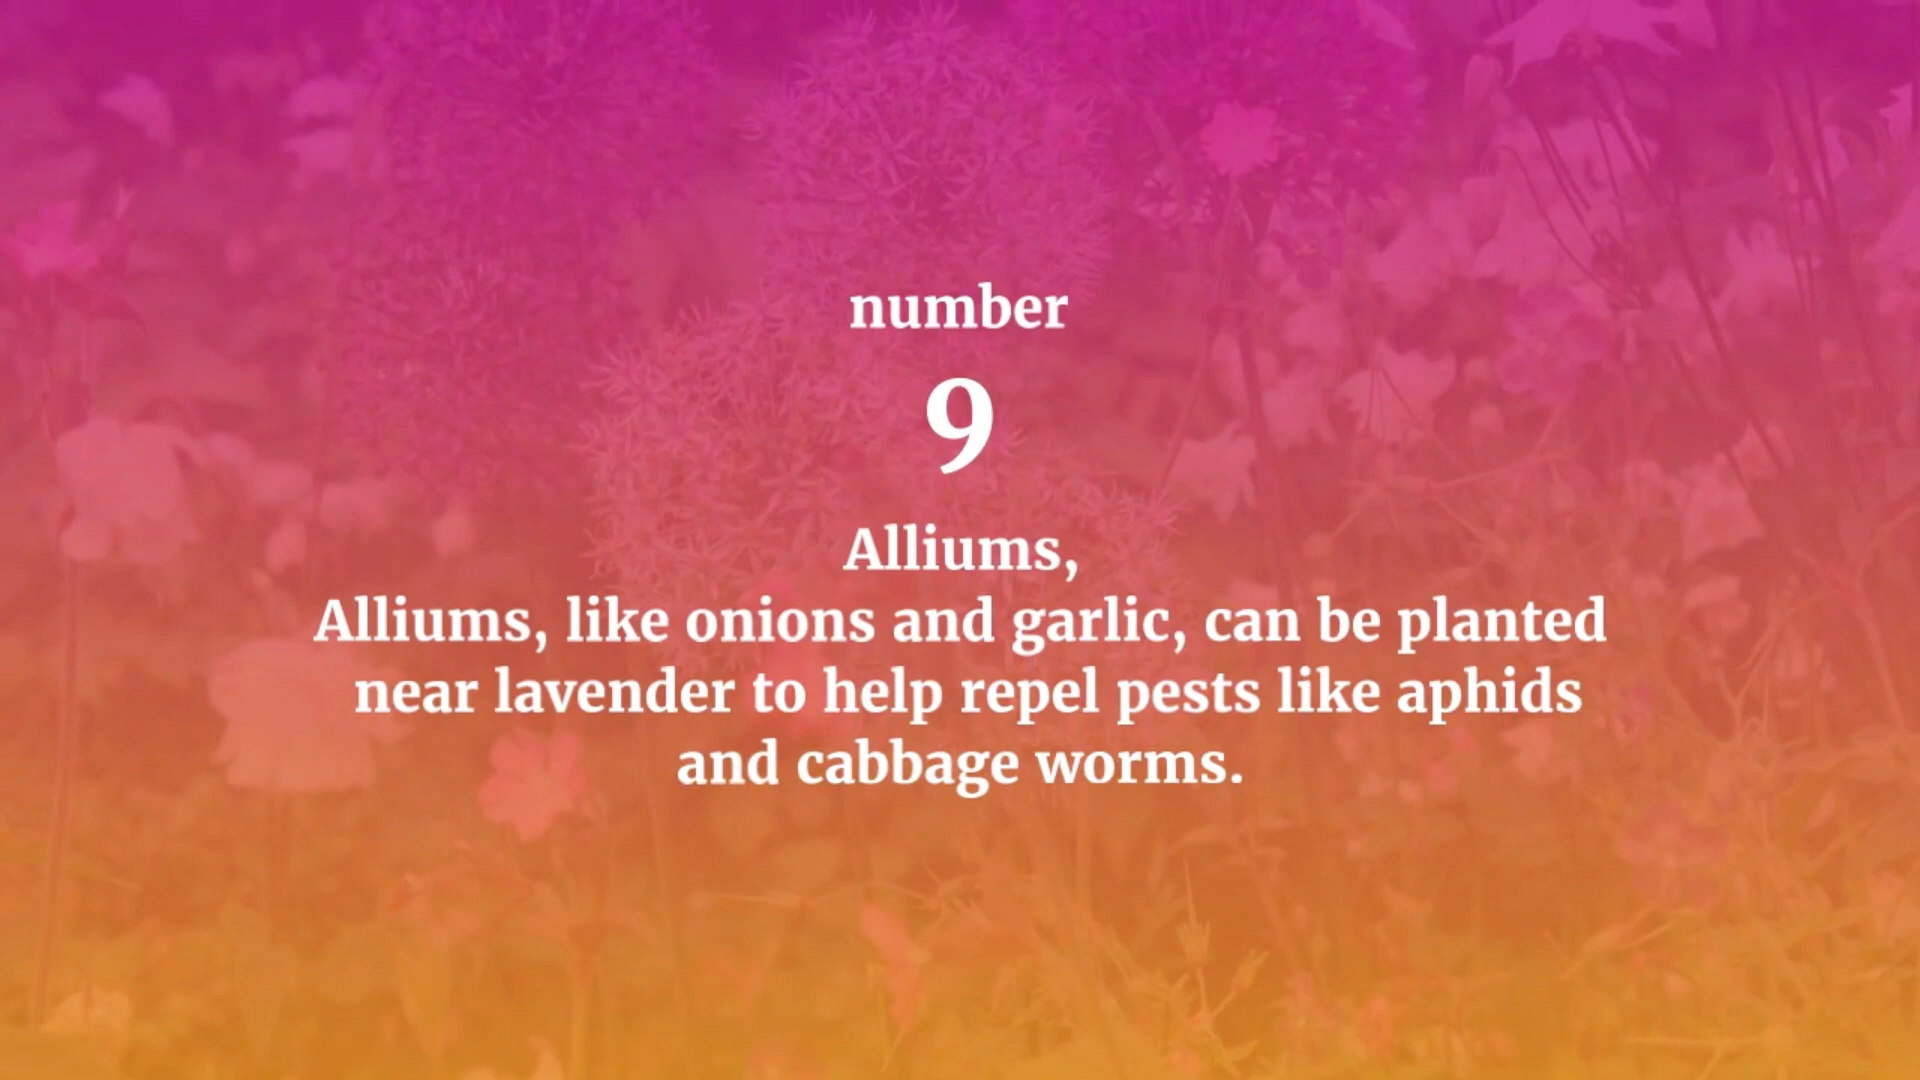 number
9
Alliums,
Alliums, like onions and garlic, can be planted
near lavender to help repel pests like aphids
and cabbage worms.